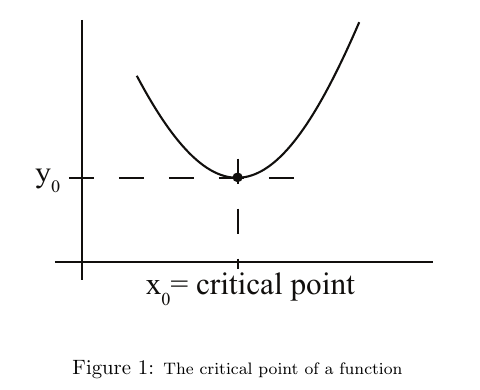 y₀
x₀= critical point
Figure 1: The critical point of a function